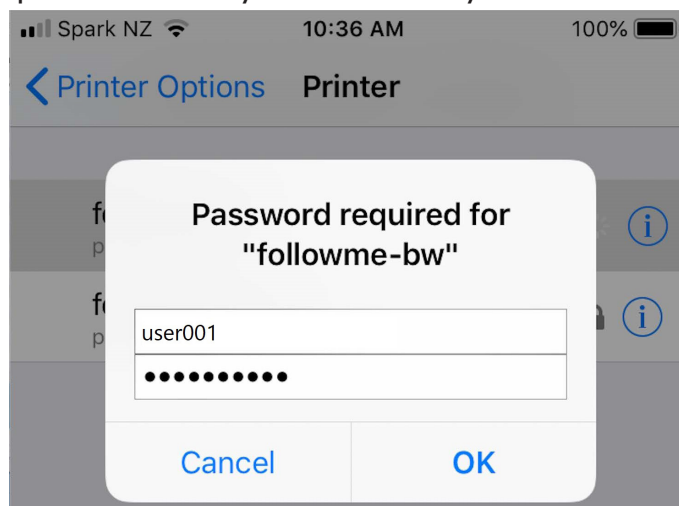 Spark NZ 10:36 AM 100%
Printer Options Printer
Password required for
"followme-bw"
user001
Cancel OK